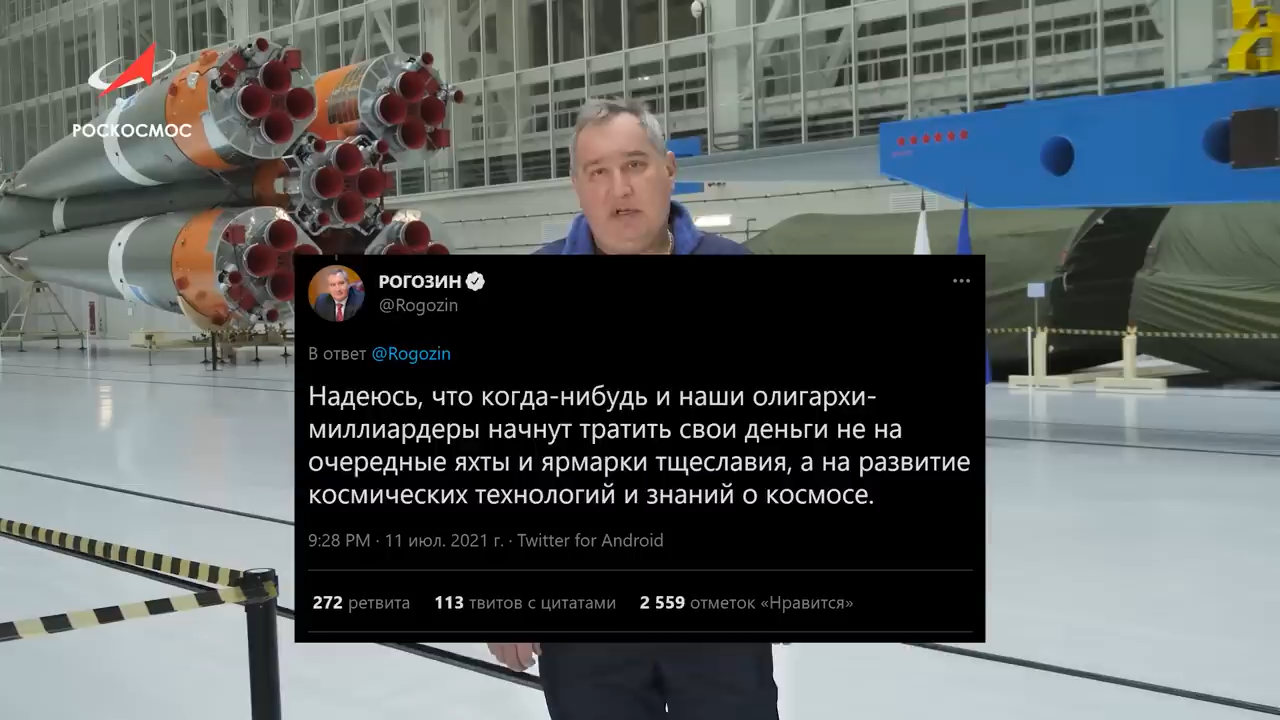 РОСКОСМОС
РОГОЗИН
@Rogozin
В ответ @Rogozin
Надеюсь, что когда-нибудь и наши олигархи-
миллиардеры начнут тратить свои деньги не на
очередные яхты и ярмарки тщеславия, а на развитие
космических технологий и знаний о космосе.
9:28 PM · 11 июл. 2021 г. · Twitter for Android
272 ретвита 113 твитов с цитатами 2 559 отметок «Нравится»